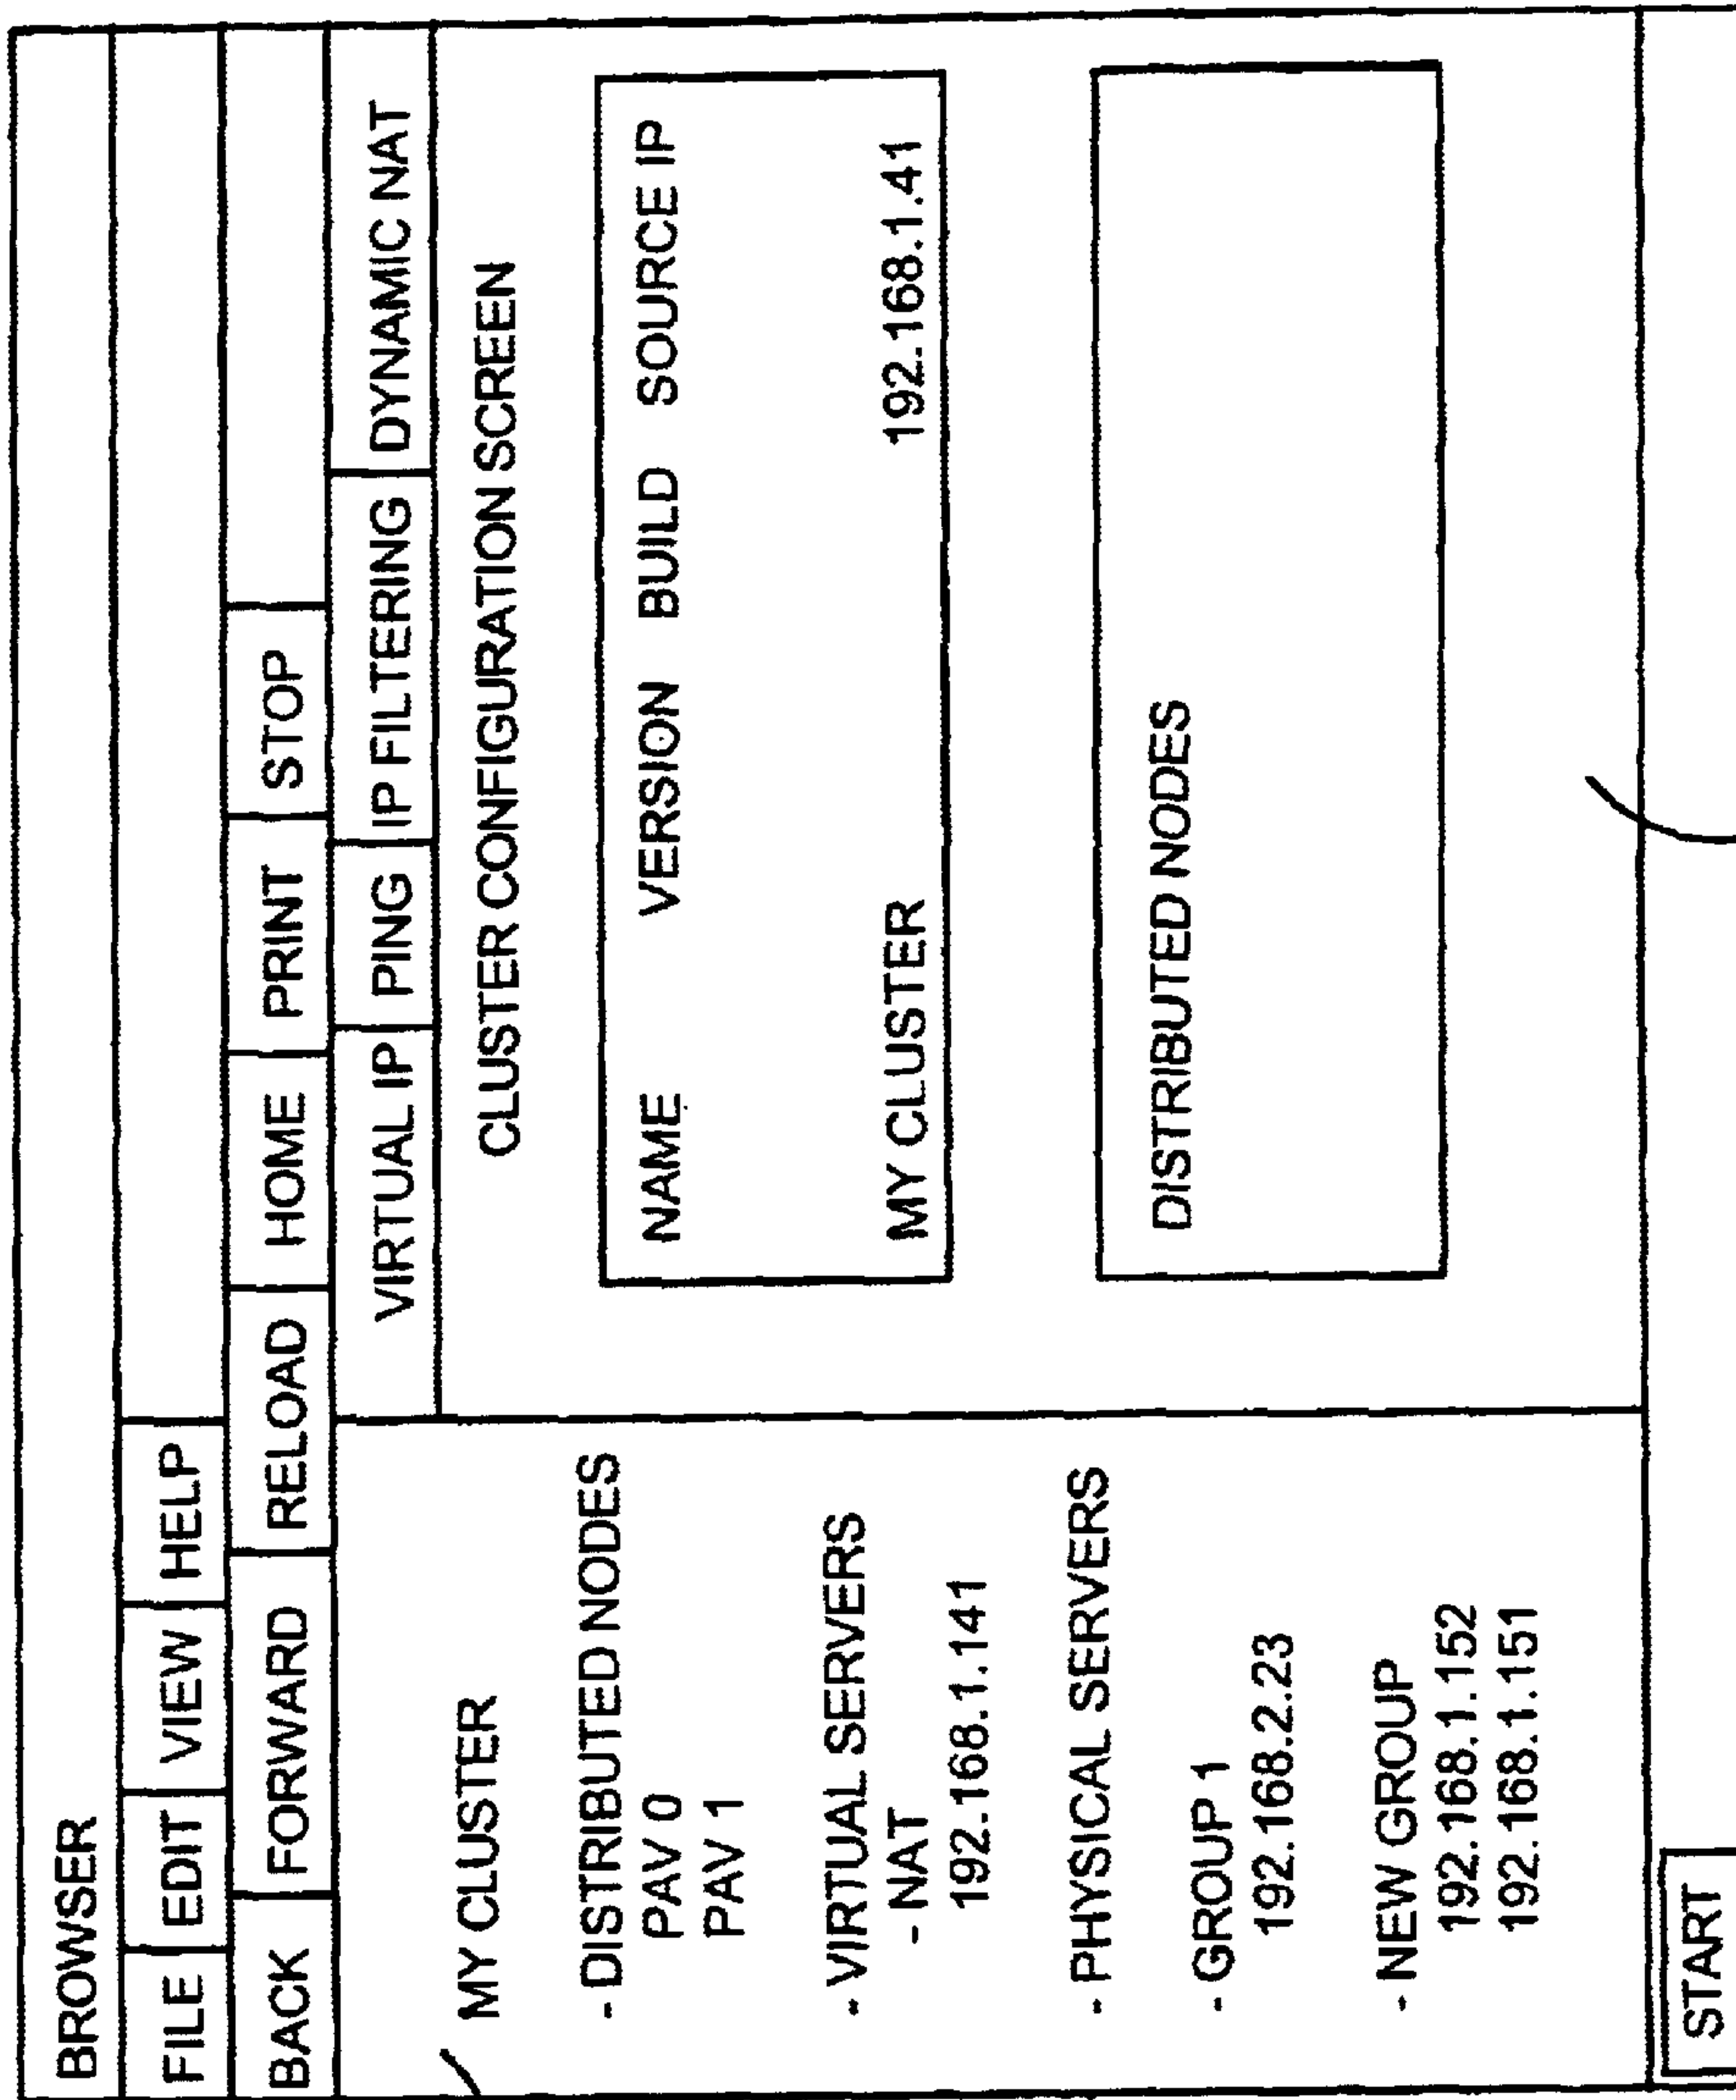 BROWSER
FILE EDIT VIEW HELP
BACK FORWARD RELOAD HOME PRINT STOP
VIRTUAL IP PING IP FILTERING DYNAMIC NAT
MY CLUSTER
- DISTRIBUTED NODES
PAV 0
PAV 1
- VIRTUAL SERVERS
- NAT
192.168.1.141
- PHYSICAL SERVERS
- GROUP 1
192.168.2.23
- NEW GROUP
192.168.1.152
192.168.1.151
CLUSTER CONFIGURATION SCREEN
NAME VERSION BUILD SOURCE IP
MY CLUSTER 192.168.1.41
DISTRIBUTED NODES
START